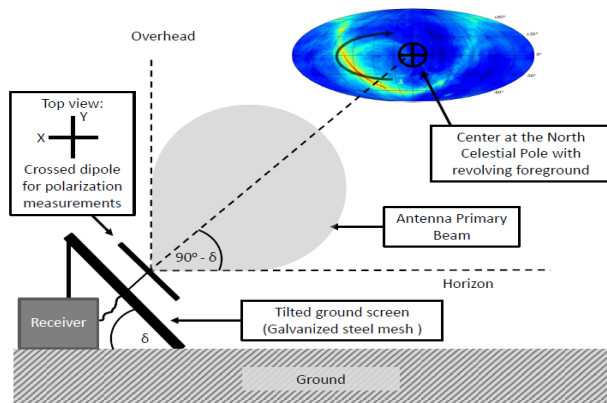 Overhead
Top view:
Y
X
Crossed dipole
for polarization
measurements
Center at the North
Celestial Pole with
revolving foreground
Antenna Primary
Beam
90º - δ
Horizon
Receiver
δ
Tilted ground screen
(Galvanized steel mesh )
Ground